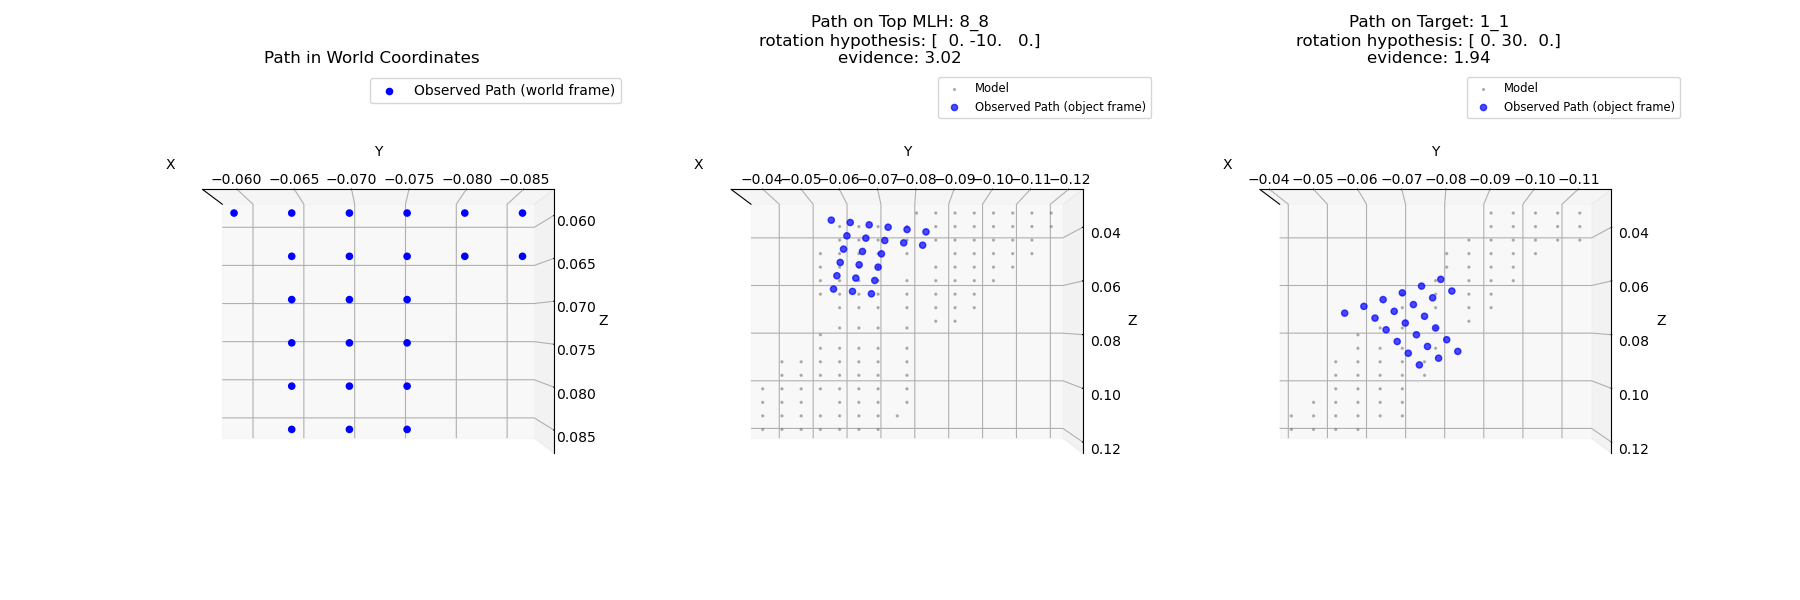 Path in World Coordinates
Observed Path (world frame)
X
Y
−0.060 −0.065 −0.070 −0.075 −0.080 −0.085
0.060
0.065
0.070
0.075
0.080
0.085
Z
Path on Top MLH: 8_8
rotation hypothesis: [  0. -10.   0.]
evidence: 3.02
Model
Observed Path (object frame)
X
Y
−0.04 −0.05 −0.06 −0.07 −0.08 −0.09 −0.10 −0.11 −0.12
0.04
0.06
0.08
0.10
0.12
Z
Path on Target: 1_1
rotation hypothesis: [ 0. 30.  0.]
evidence: 1.94
Model
Observed Path (object frame)
X
Y
−0.04 −0.05 −0.06 −0.07 −0.08 −0.09 −0.10 −0.11
0.04
0.06
0.08
0.10
0.12
Z